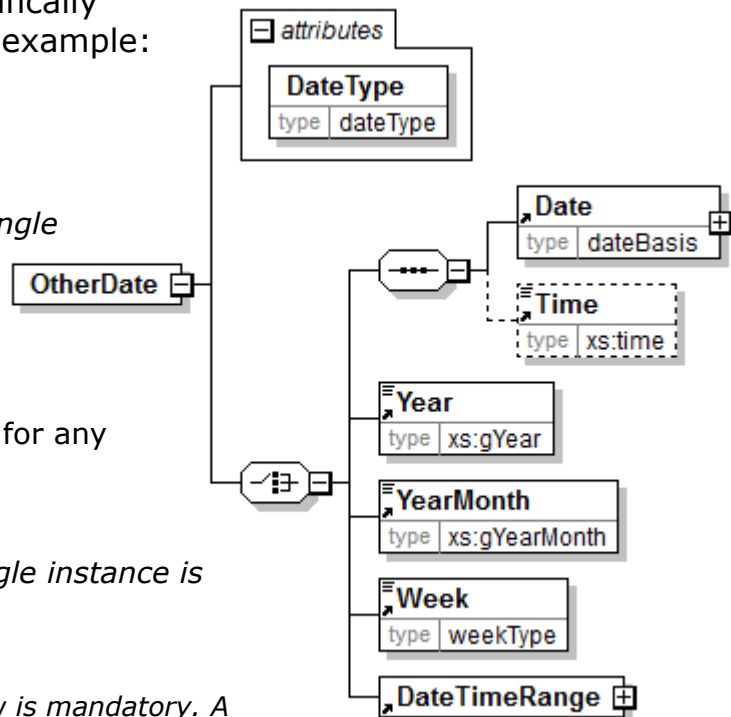 ifically
example:
attributes
DateType
type dateType
ngle
OtherDate
Date
type dateBasis
Time
type xs:time
for any
Year
type xs:gYear
YearMonth
type xs:gYearMonth
gle instance is
Week
type weekType
DateTimeRange
is mandatory. A